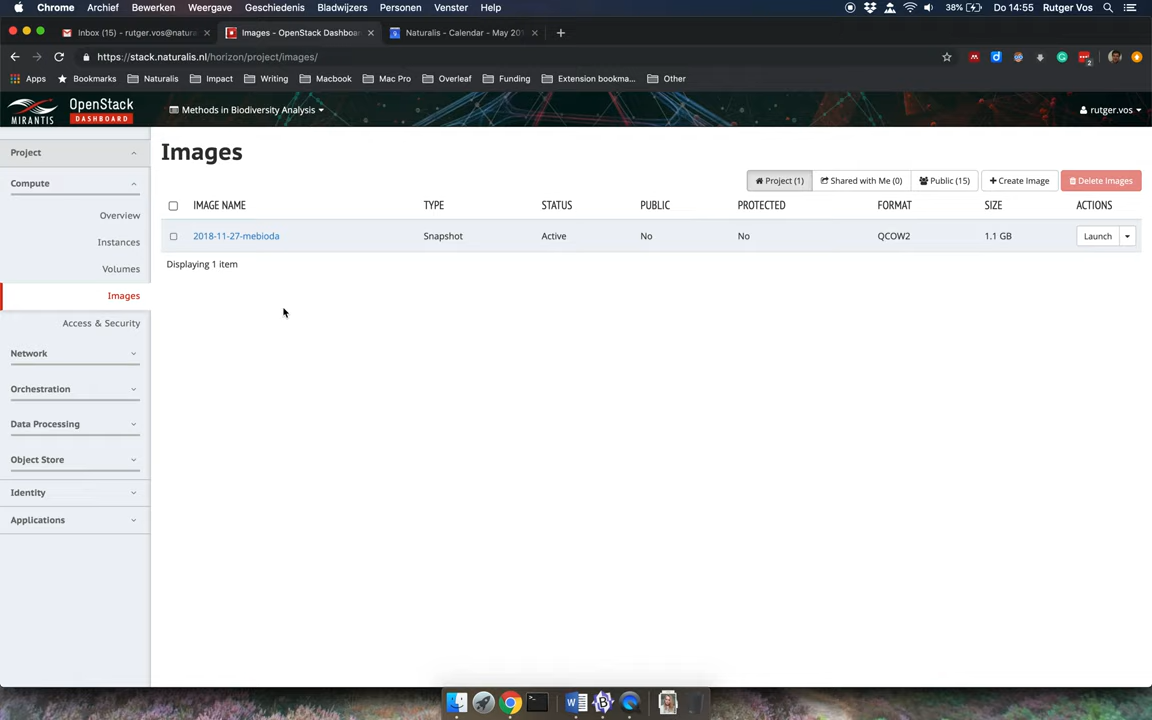 Chrome Archief Bewerken Weergave Geschiedenis Bladwijzers Personen Venster Help 38% Do 14:55 Rutger Vos
Inbox (15) - rutger.vos@natura Images - OpenStack Dashboa Naturalis - Calendar - May 201
https://stack.naturalis.nl/horizon/project/images/
Apps Bookmarks Naturalis Impact Writing Macbook Mac Pro Overleaf Funding Extension bookma... Other
MIRANTIS OpenStack DASHBOARD Methods in Biodiversity Analysis rutger.vos
Project
Images
Compute
Project (1) Shared with Me (0) Public (15) Create Image Delete Images
IMAGE NAME TYPE STATUS PUBLIC PROTECTED FORMAT SIZE ACTIONS
Overview
2018-11-27-mebioda Snapshot Active No No QCOW2 1.1 GB Launch
Instances
Displaying 1 item
Volumes
Images
Access & Security
Network
Orchestration
Data Processing
Object Store
Identity
Applications